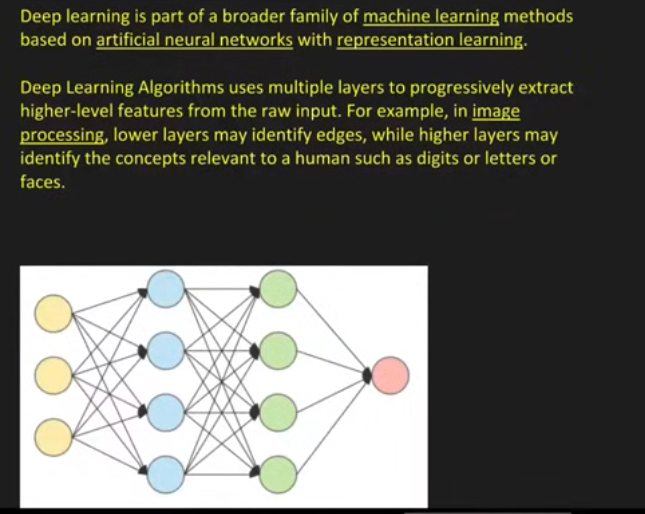 Deep learning is part of a broader family of machine learning methods
based on artificial neural networks with representation learning.
Deep Learning Algorithms uses multiple layers to progressively extract
higher-level features from the raw input. For example, in image
processing, lower layers may identify edges, while higher layers may
identify the concepts relevant to a human such as digits or letters or
faces.